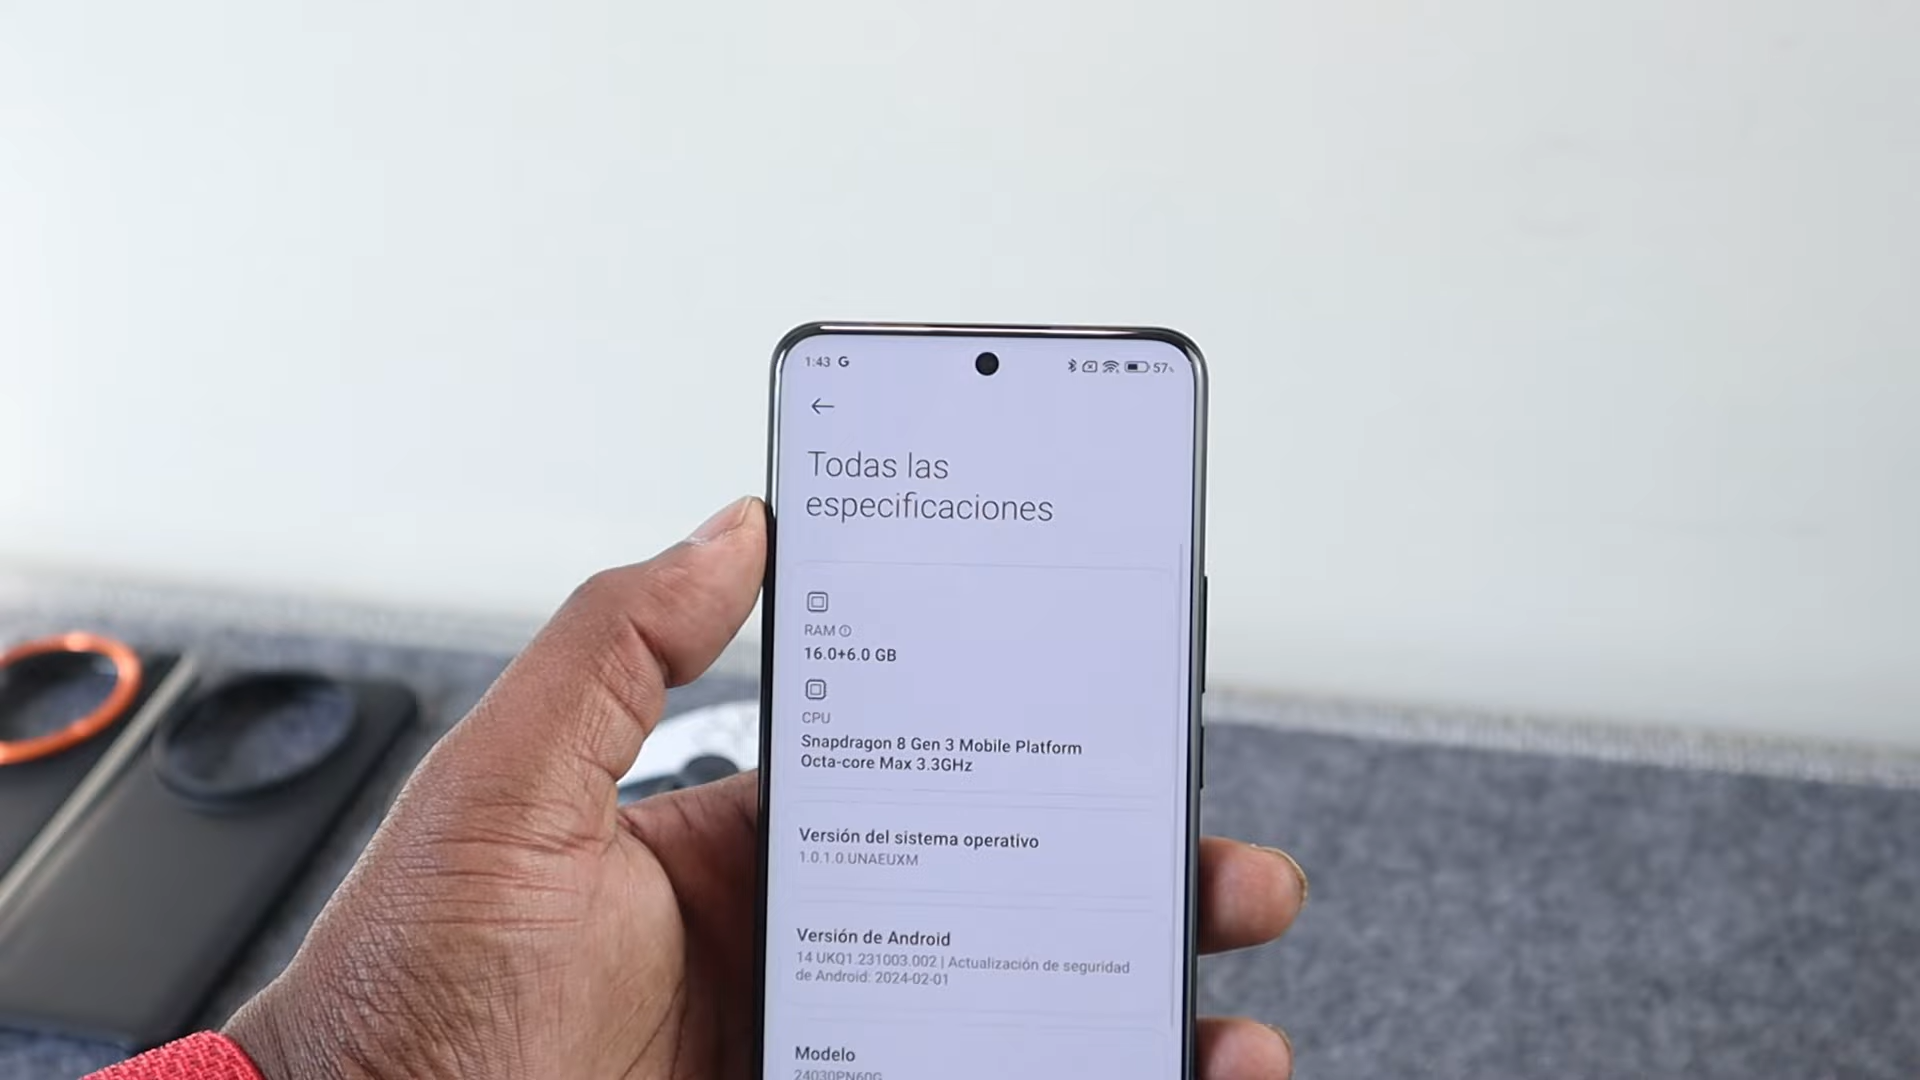 1:43 G
57%
Todas las
especificaciones
RAM
16.0+6.0 GB
CPU
Snapdragon 8 Gen 3 Mobile Platform
Octa-core Max 3.3GHz
Versión del sistema operativo
1.0.1.0 UNAEUXM
Versión de Android
14 UKQ1.231003.002 | Actualización de seguridad
de Android: 2024-02-01
Modelo
24030PN60G